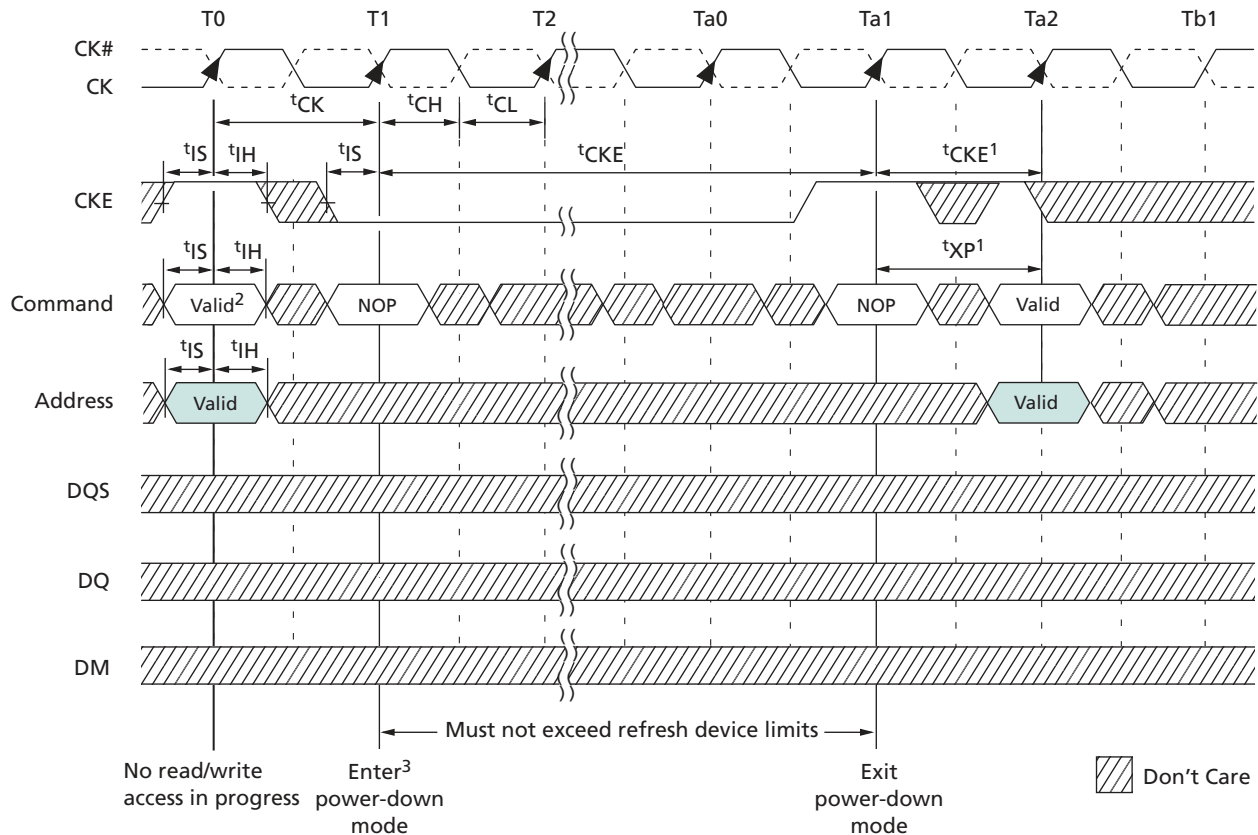 T0 T1 T2 Ta0 Ta1 Ta2 Tb1
CK#
CK
tCK tCH tCL
tIS tIH tIS tCKE tCKE1
CKE
tIS tIH tXP1
Command Valid2 NOP NOP Valid
tIS tIH
Address Valid Valid
DQS
DQ
DM
Must not exceed refresh device limits
No read/write
access in progress
Enter3
power-down
mode
Exit
power-down
mode
Don't Care